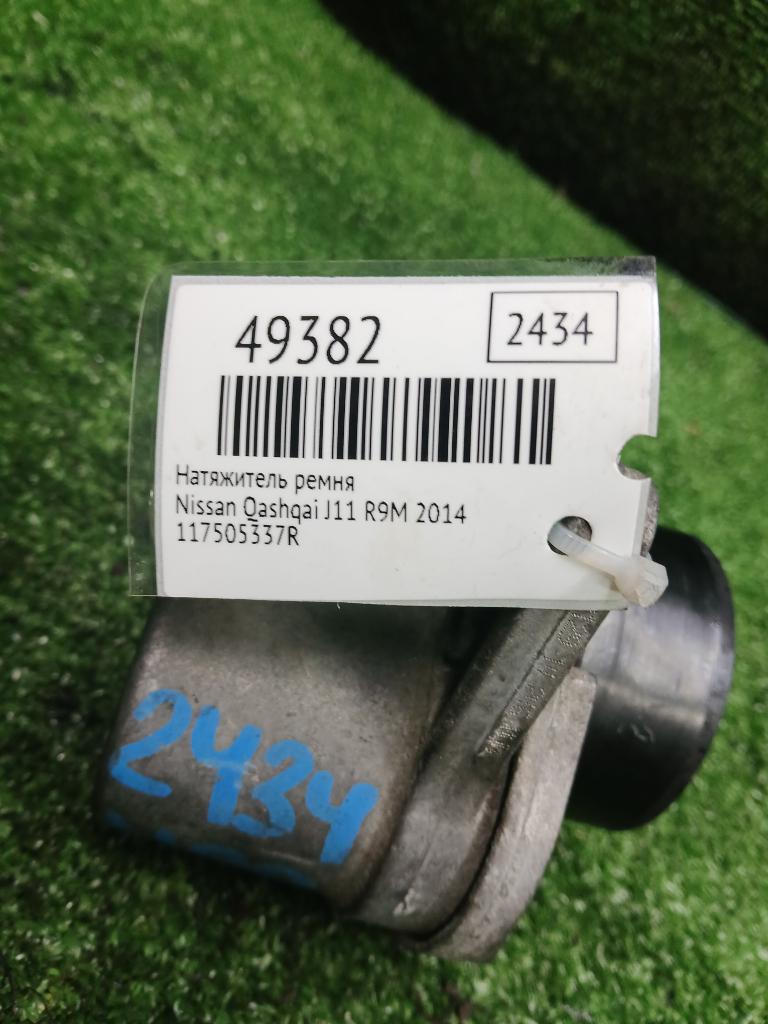 49382
2434
Натяжитель ремня
Nissan Qashqai J11 R9M 2014
117505337R
2434